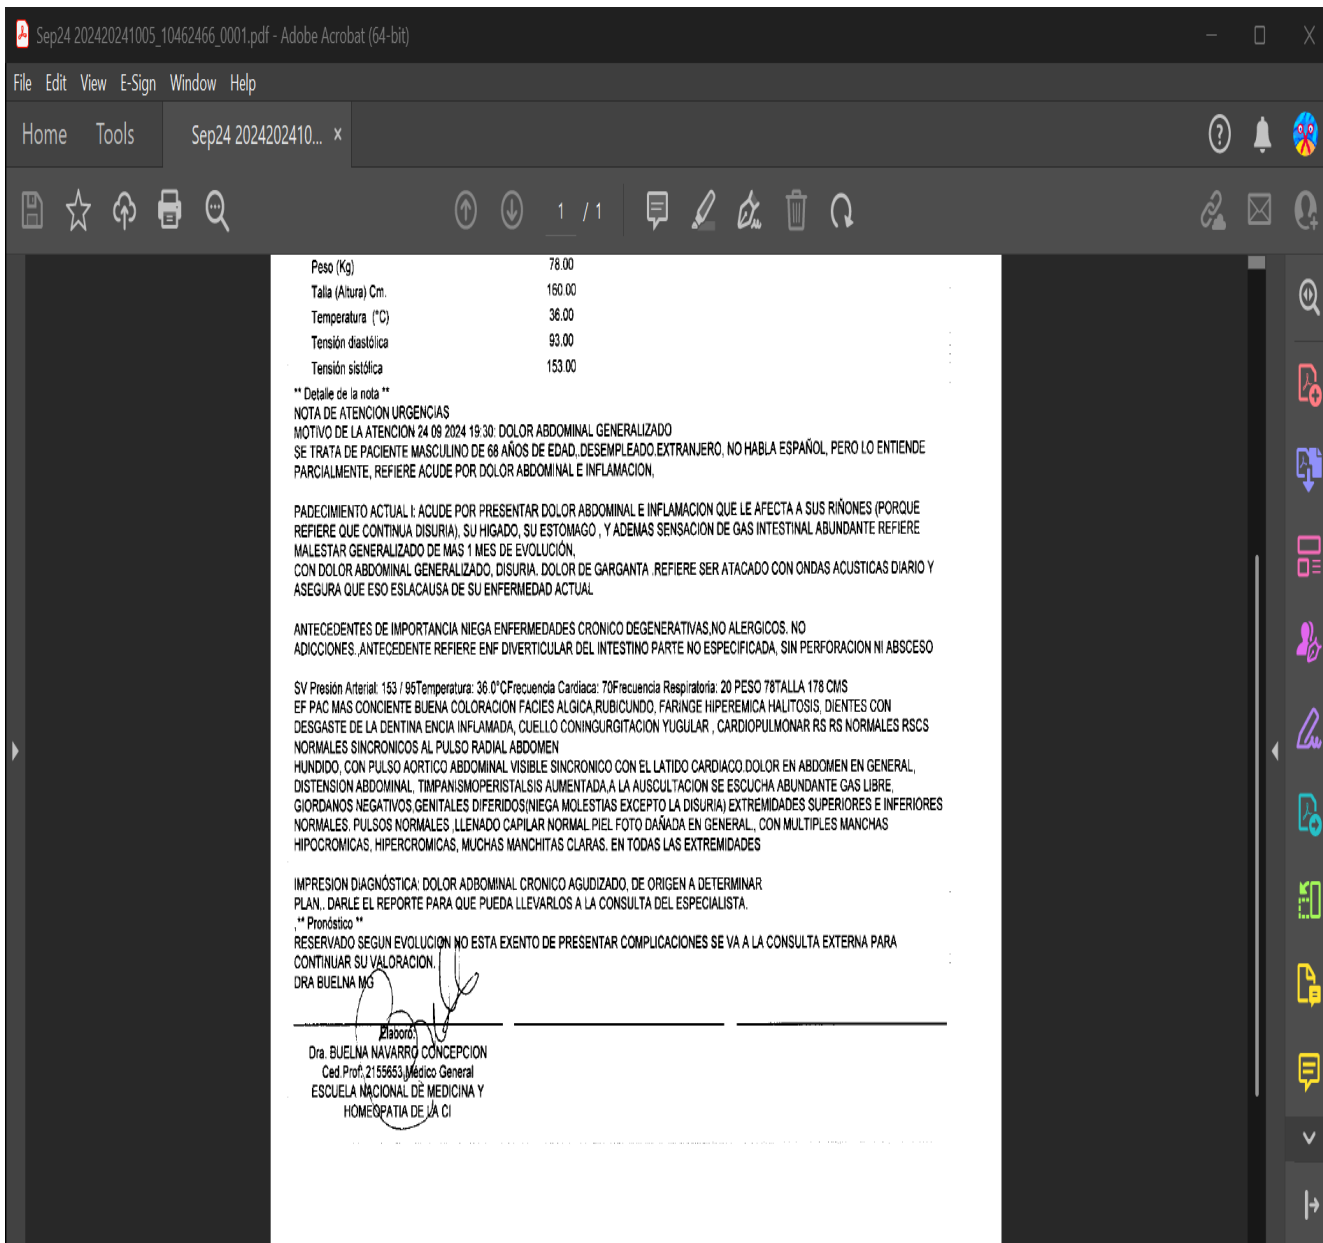 Sep24 202420241005_10462466_0001.pdf - Adobe Acrobat (64-bit)
File Edit View E-Sign Window Help
Home Tools Sep24 2024202410... ×
1 / 1
Peso (Kg) 78.00
Talla (Altura) Cm. 160.00
Temperatura (°C) 36.00
Tensión diastólica 93.00
Tensión sistólica 153.00
** Detalle de la nota **
NOTA DE ATENCION URGENCIAS
MOTIVO DE LA ATENCION 24 09 2024 19:30: DOLOR ABDOMINAL GENERALIZADO
SE TRATA DE PACIENTE MASCULINO DE 68 AÑOS DE EDAD,.DESEMPLEADO.EXTRANJERO, NO HABLA ESPAÑOL, PERO LO ENTIENDE
PARCIALMENTE, REFIERE ACUDE POR DOLOR ABDOMINAL E INFLAMACION,
PADECIMIENTO ACTUAL I: ACUDE POR PRESENTAR DOLOR ABDOMINAL E INFLAMACION QUE LE AFECTA A SUS RIÑONES (PORQUE
REFIERE QUE CONTINUA DISURIA), SU HIGADO, SU ESTOMAGO , Y ADEMAS SENSACION DE GAS INTESTINAL ABUNDANTE REFIERE
MALESTAR GENERALIZADO DE MAS 1 MES DE EVOLUCIÓN,
CON DOLOR ABDOMINAL GENERALIZADO, DISURIA. DOLOR DE GARGANTA .REFIERE SER ATACADO CON ONDAS ACUSTICAS DIARIO Y
ASEGURA QUE ESO ESLACAUSA DE SU ENFERMEDAD ACTUAL
ANTECEDENTES DE IMPORTANCIA NIEGA ENFERMEDADES CRONICO DEGENERATIVAS,NO ALERGICOS. NO
ADICCIONES.,ANTECEDENTE REFIERE ENF DIVERTICULAR DEL INTESTINO PARTE NO ESPECIFICADA, SIN PERFORACION NI ABSCESO
SV Presión Arterial: 153 / 95Temperatura: 36.0°CFrecuencia Cardiaca: 70Frecuencia Respiratoria: 20 PESO 78TALLA 178 CMS
EF PAC MAS CONCIENTE BUENA COLORACIÓN FACIES ALGICA,RUBICUNDO, FARINGE HIPEREMICA HALITOSIS, DIENTES CON
DESGASTE DE LA DENTINA ENCIA INFLAMADA, CUELLO CONINGURGITACION YUGULAR , CARDIOPULMONAR RS RS NORMALES RSCS
NORMALES SINCRONICOS AL PULSO RADIAL ABDOMEN
HUNDIDO, CON PULSO AORTICO ABDOMINAL VISIBLE SINCRONICO CON EL LATIDO CARDIACO.DOLOR EN ABDOMEN EN GENERAL,
DISTENSION ABDOMINAL, TIMPANISMOPERISTALSIS AUMENTADA,A LA AUSCULTACION SE ESCUCHA ABUNDANTE GAS LIBRE,
GIORDANOS NEGATIVOS,GENITALES DIFERIDOS(NIEGA MOLESTIAS EXCEPTO LA DISURIA) EXTREMIDADES SUPERIORES E INFERIORES
NORMALES. PULSOS NORMALES ,LLENADO CAPILAR NORMAL.PIEL FOTO DAÑADA EN GENERAL., CON MULTIPLES MANCHAS
HIPOCROMICAS, HIPERCROMICAS, MUCHAS MANCHITAS CLARAS. EN TODAS LAS EXTREMIDADES
IMPRESION DIAGNÓSTICA: DOLOR ADBOMINAL CRONICO AGUDIZADO, DE ORIGEN A DETERMINAR
PLAN,. DARLE EL REPORTE PARA QUE PUEDA LLEVARLOS A LA CONSULTA DEL ESPECIALISTA.
,** Pronóstico **
RESERVADO SEGUN EVOLUCION NO ESTA EXENTO DE PRESENTAR COMPLICACIONES SE VA A LA CONSULTA EXTERNA PARA
CONTINUAR SU VALORACION.
DRA BUELNA MG
Elaboró:
Dra. BUELNA NAVARRO CONCEPCION
Ced.Prof: 2155653,Médico General
ESCUELA NACIONAL DE MEDICINA Y
HOMEOPATIA DE LA CI